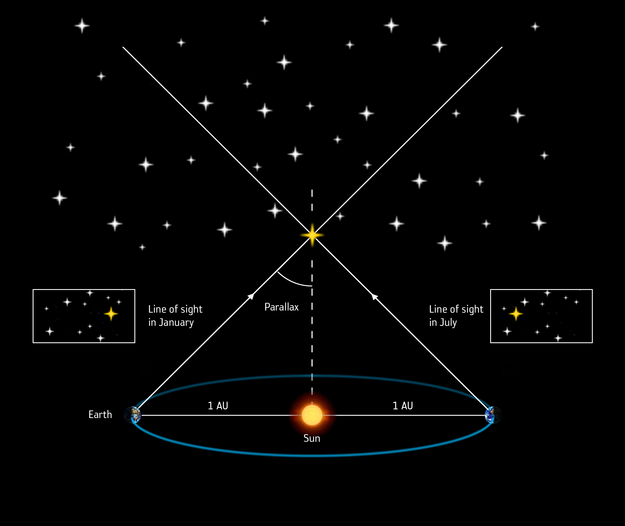 Line of sight
in January
Parallax
Line of sight
in July
1 AU
1 AU
Earth
Sun